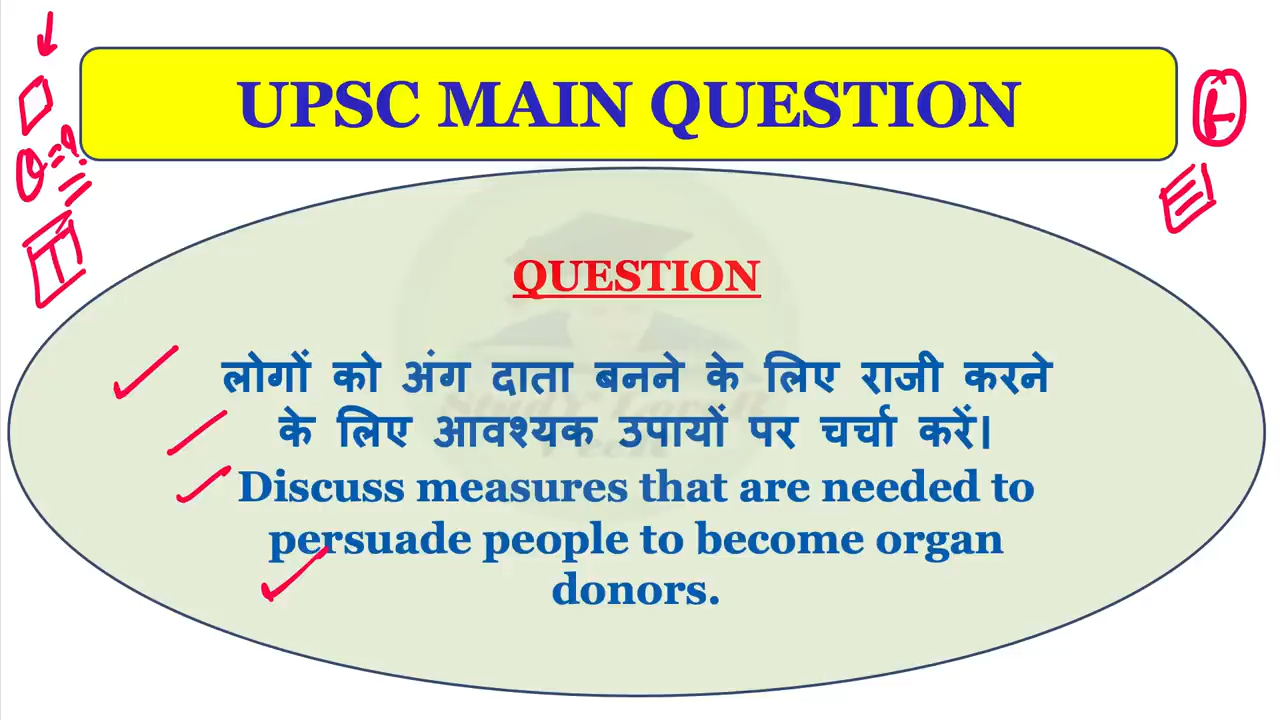 UPSC MAIN QUESTION
QUESTION
लोगों को अंग दाता बनने के लिए राजी करने
के लिए आवश्यक उपायों पर चर्चा करें।
Discuss measures that are needed to
persuade people to become organ
donors.